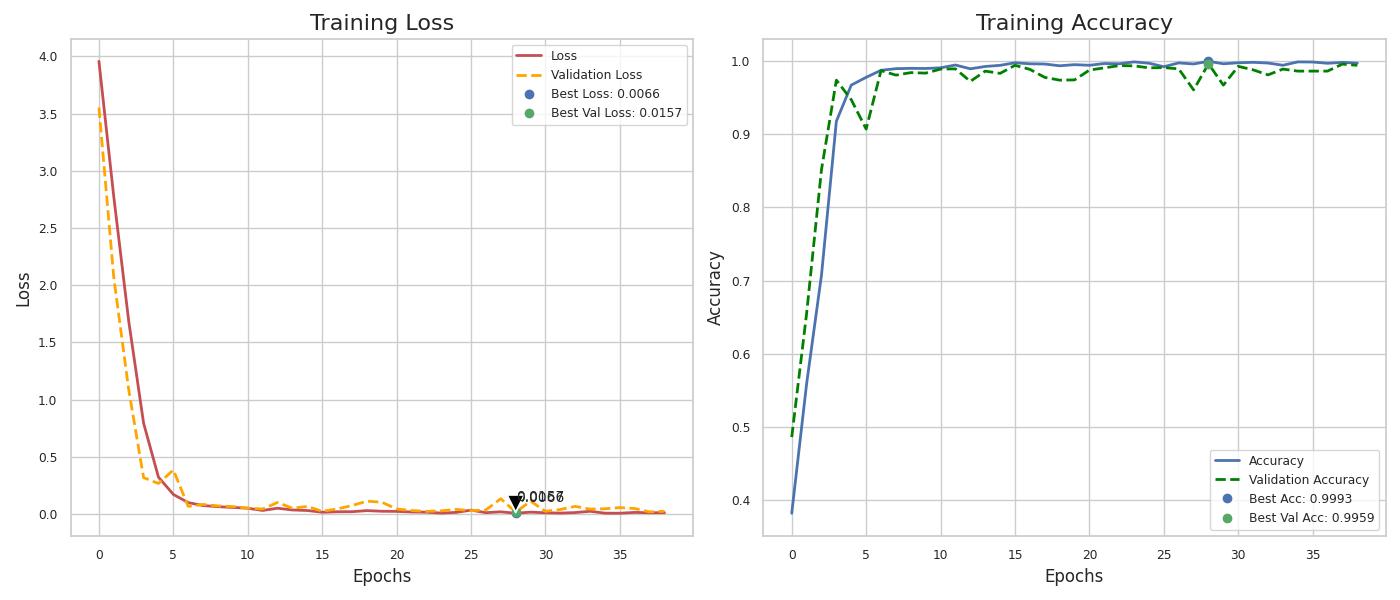 Training Loss
4.0
3.5
3.0
2.5
2.0
1.5
1.0
0.5
0.0
Loss
Loss
Validation Loss
Best Loss: 0.0066
Best Val Loss: 0.0157
0 5 10 15 20 25 30 35
Epochs
Training Accuracy
1.0
0.9
0.8
0.7
0.6
0.5
0.4
Accuracy
Accuracy
Validation Accuracy
Best Acc: 0.9993
Best Val Acc: 0.9959
0 5 10 15 20 25 30 35
Epochs